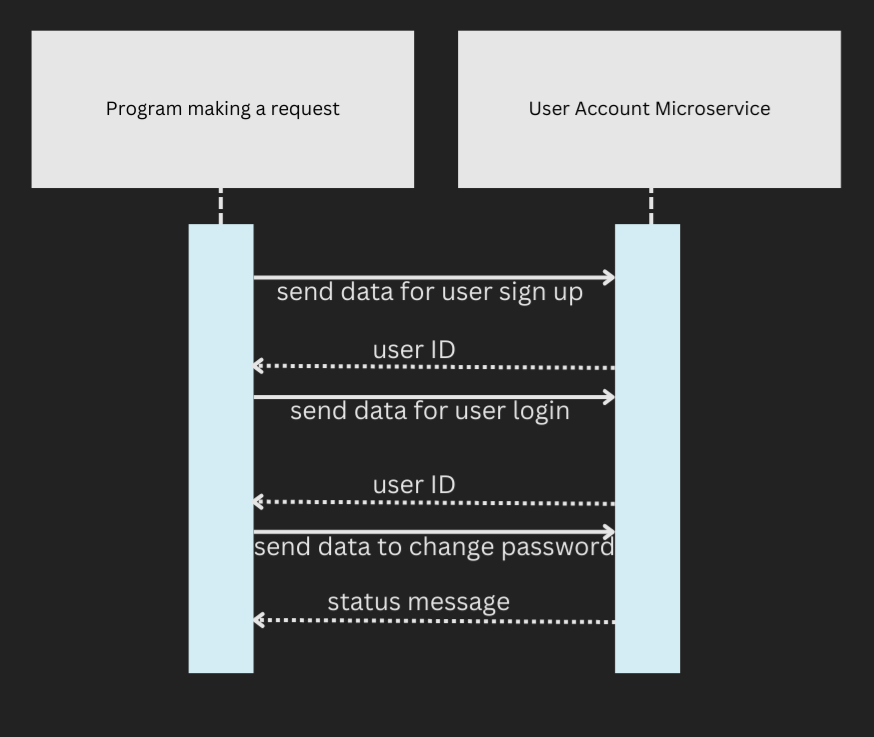 Program making a request
User Account Microservice
send data for user sign up
user ID
send data for user login
user ID
send data to change password
status message